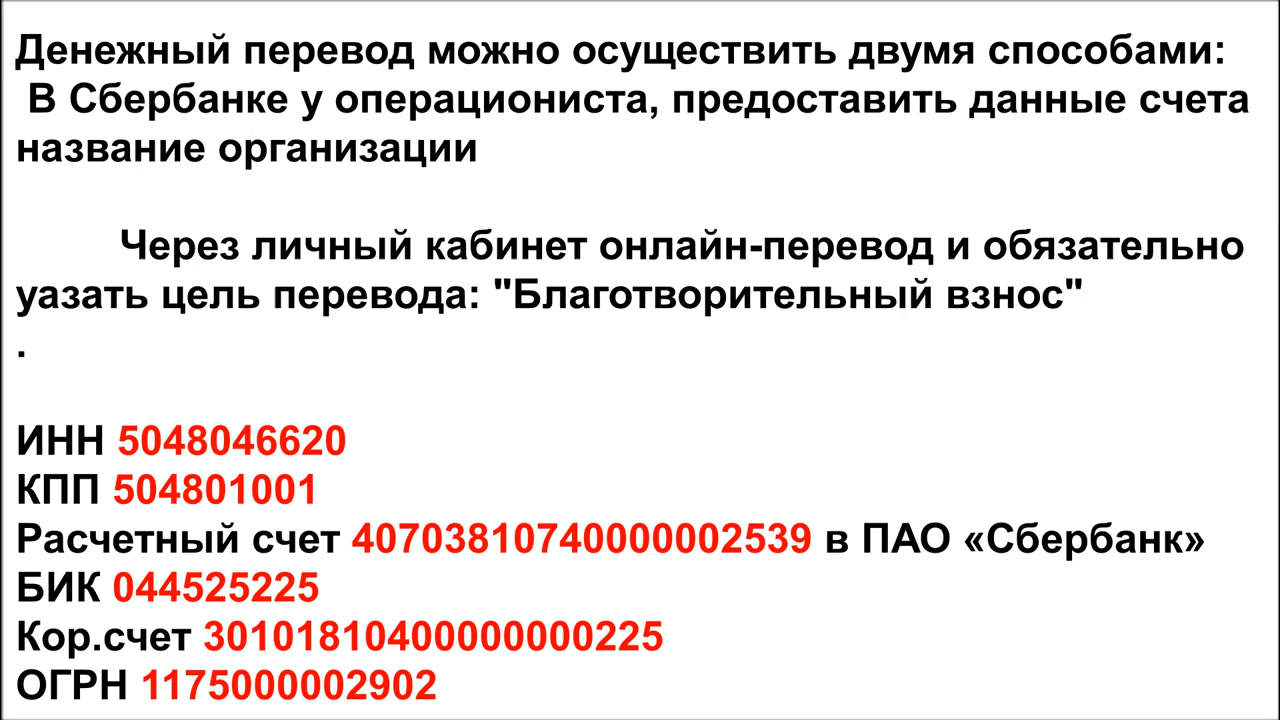 Денежный перевод можно осуществить двумя способами:
В Сбербанке у операциониста, предоставить данные счета
название организации
Через личный кабинет онлайн-перевод и обязательно
уазать цель перевода: "Благотворительный взнос"
.
ИНН 5048046620
КПП 504801001
Расчетный счет 40703810740000002539 в ПАО «Сбербанк»
БИК 044525225
Кор.счет 30101810400000000225
ОГРН 1175000002902